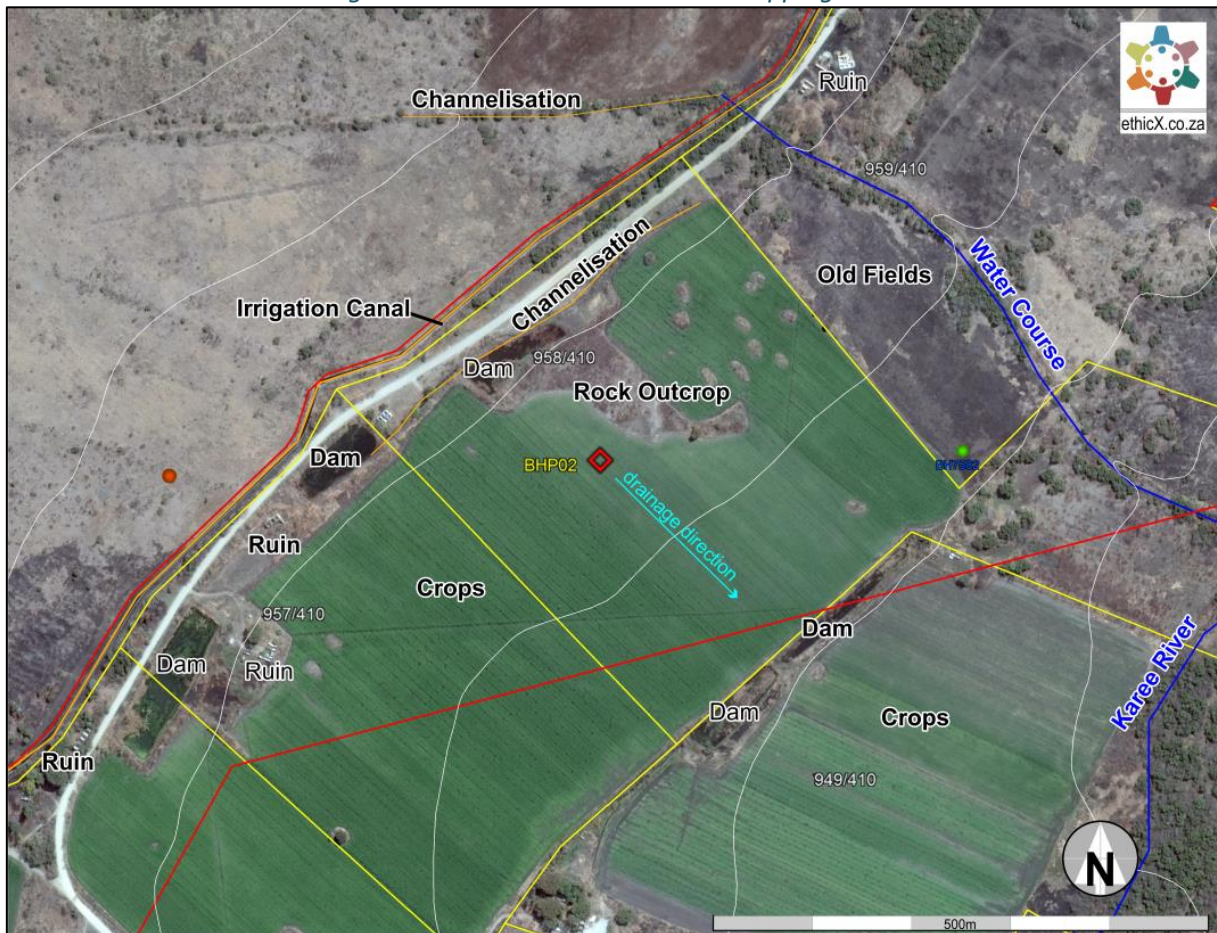 ethicX.co.za
Ruin
Channelisation
959/410
Channelisation
Old Fields
Water Course
Irrigation Canal
958/410
Dam
Rock Outcrop
BHP02
Dam
drainage direction
Ruin
Crops
957/410
Dam
Ruin
Dam
Karee River
Dam
Crops
Ruin
949/410
N
500m